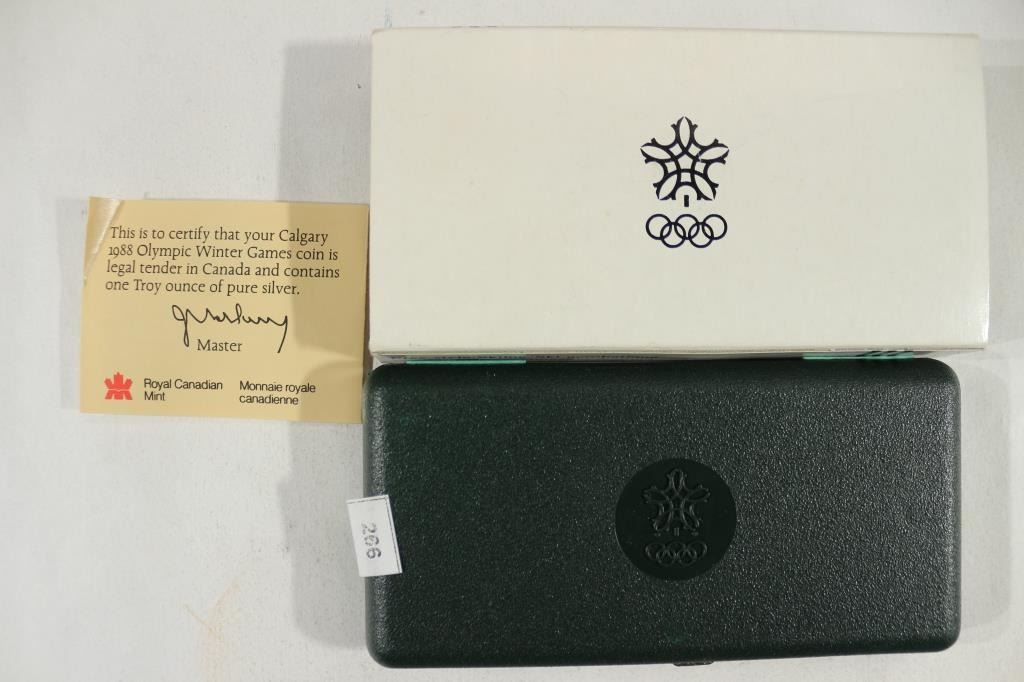 This is to certify that your Calgary
1988 Olympic Winter Games coin is
legal tender in Canada and contains
one Troy ounce of pure silver.
Master
Royal Canadian
Mint
Monnaie royale
canadienne
206